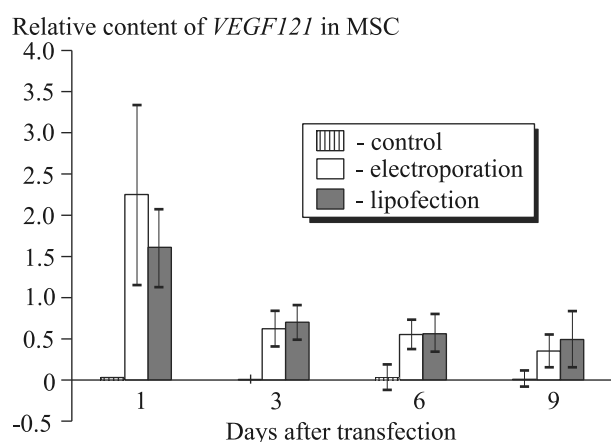 Relative content of VEGF121 in MSC
4.0
3.5
3.0
2.5
2.0
1.5
1.0
0.5
0
-0.5
- control
- electroporation
- lipofection
1 3 6 9
Days after transfection